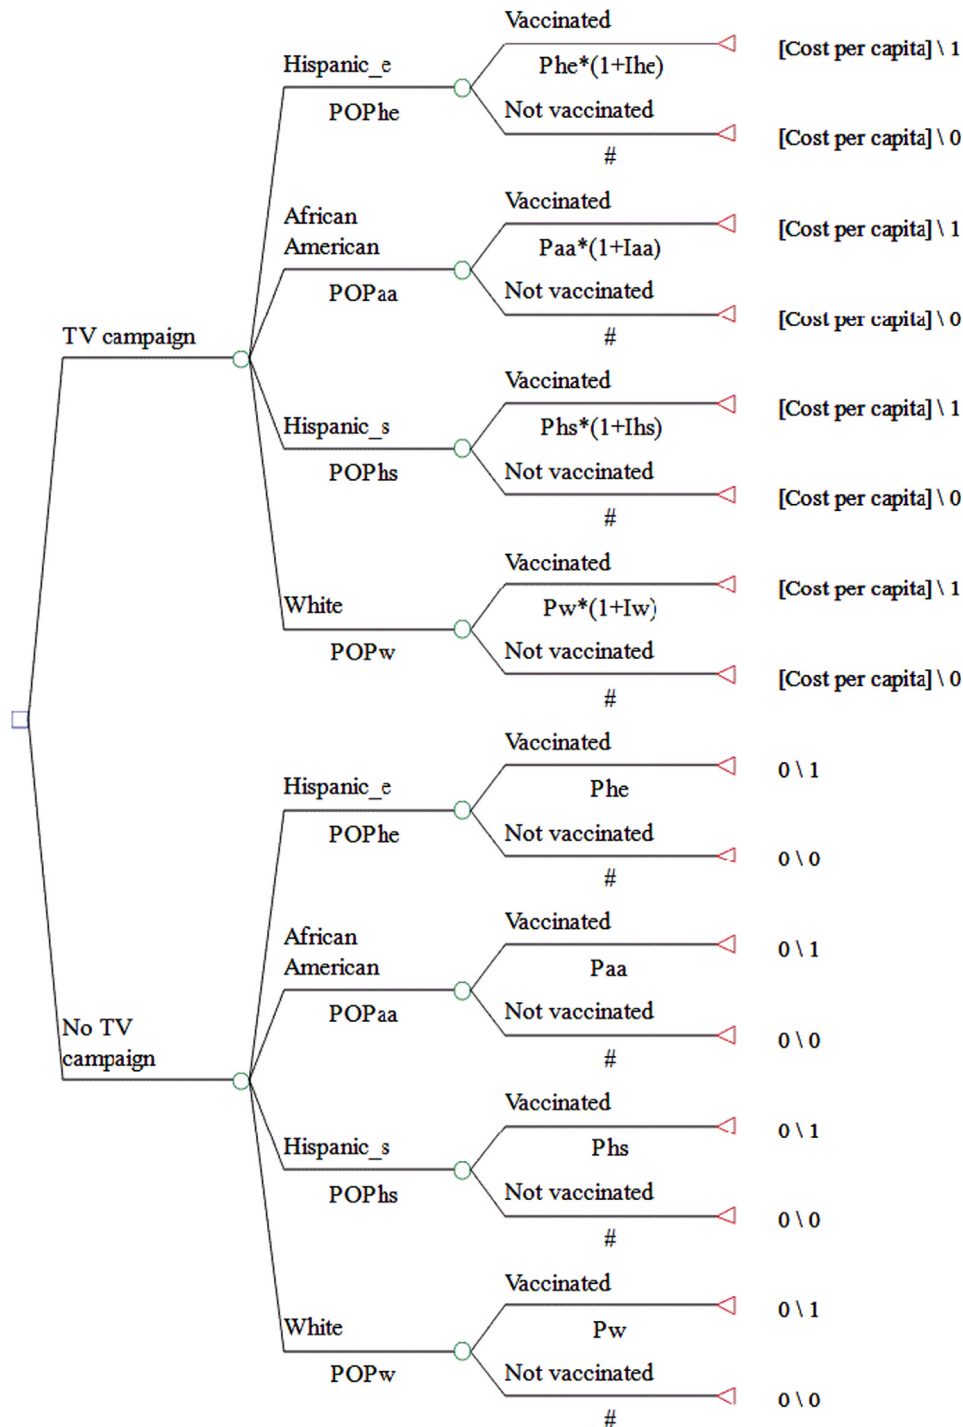 Vaccinated
[Cost per capita] \ 1
Hispanic_e
Phe*(1+Ihe)
POPhe
Not vaccinated
[Cost per capita] \ 0
#
Vaccinated
[Cost per capita] \ 1
African
American
Paa*(1+Iaa)
POPaa
Not vaccinated
[Cost per capita] \ 0
#
TV campaign
Vaccinated
[Cost per capita] \ 1
Hispanic_s
Phs*(1+Ihs)
POPhs
Not vaccinated
[Cost per capita] \ 0
#
Vaccinated
[Cost per capita] \ 1
White
Pw*(1+Iw)
POPw
Not vaccinated
[Cost per capita] \ 0
#
Vaccinated
0 \ 1
Hispanic_e
Phe
POPhe
Not vaccinated
0 \ 0
#
Vaccinated
0 \ 1
African
American
Paa
POPaa
Not vaccinated
0 \ 0
#
No TV
campaign
Vaccinated
0 \ 1
Hispanic_s
Phs
POPhs
Not vaccinated
0 \ 0
#
Vaccinated
0 \ 1
White
Pw
POPw
Not vaccinated
0 \ 0
#